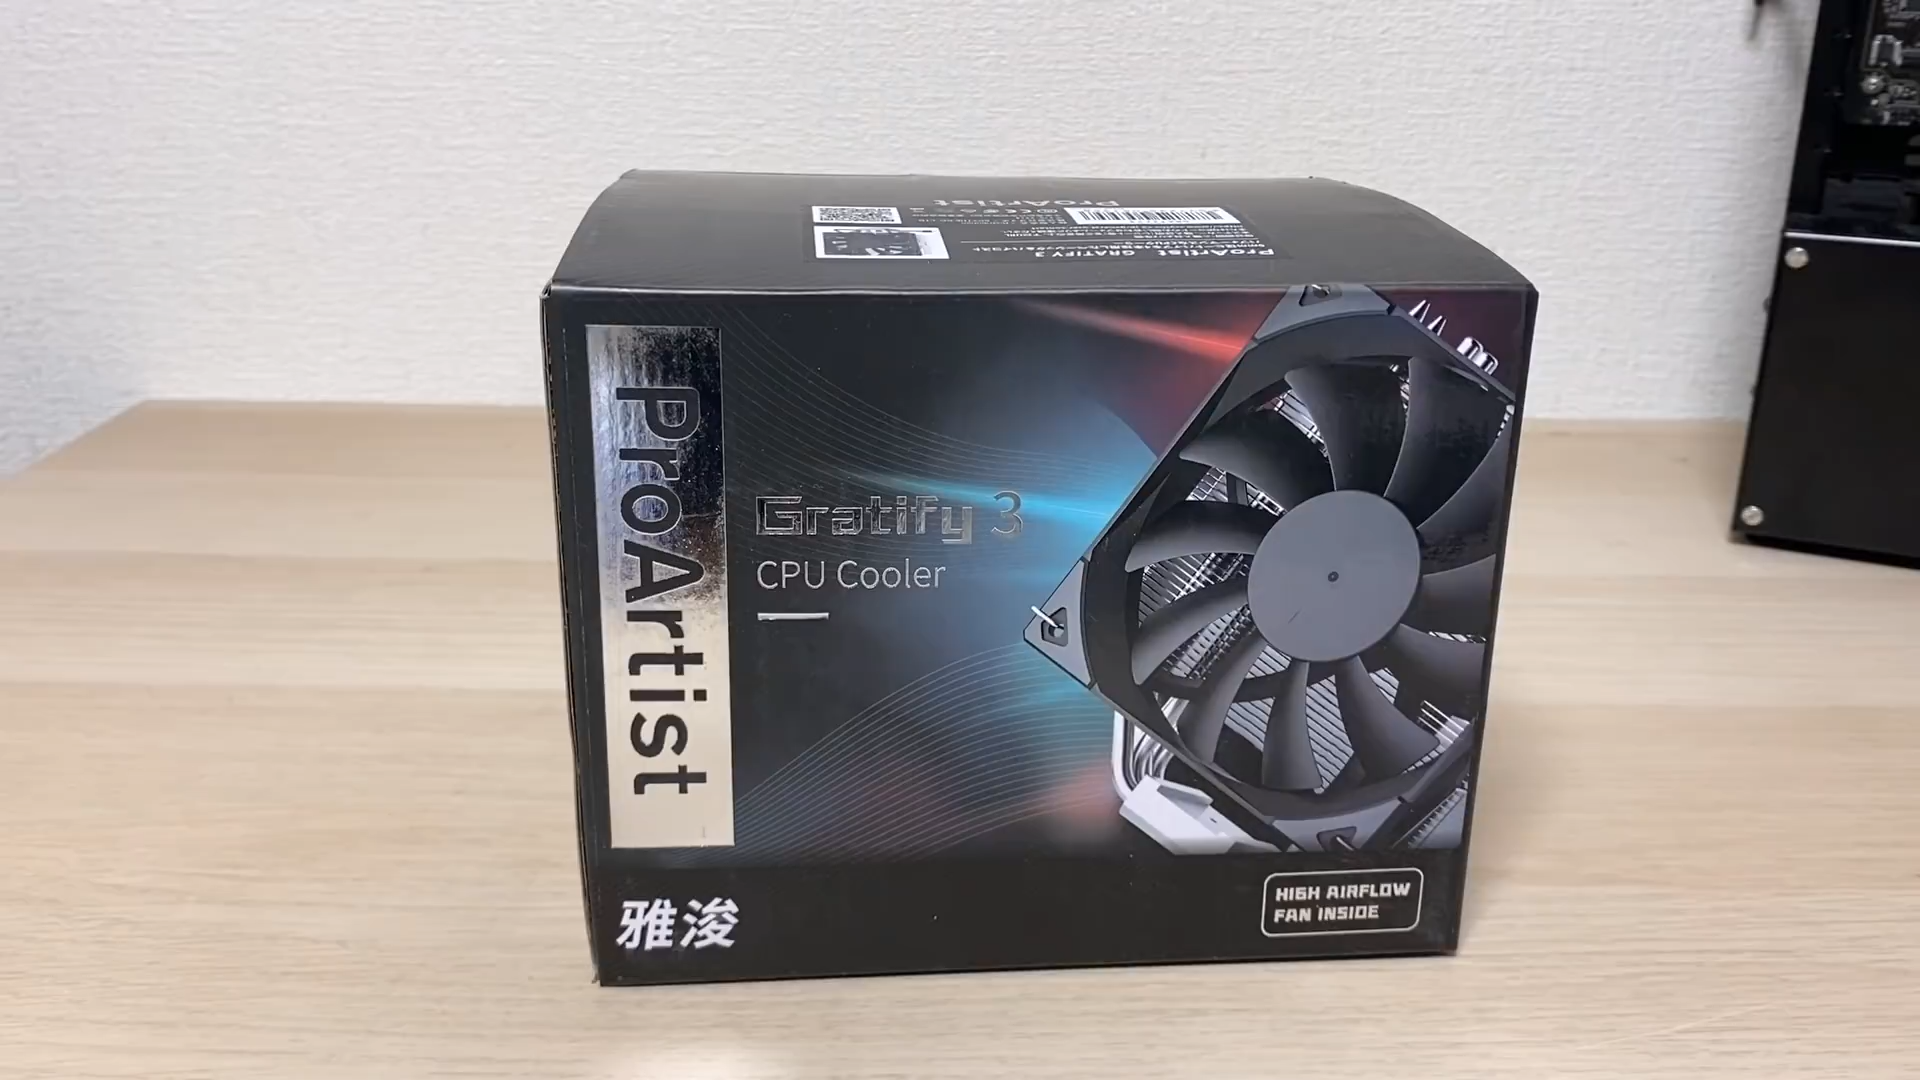 ProArtist
ProArtist GRATIFY 3
ProArtist
Gratify 3
CPU Cooler
雅浚
HIGH AIRFLOW
FAN INSIDE